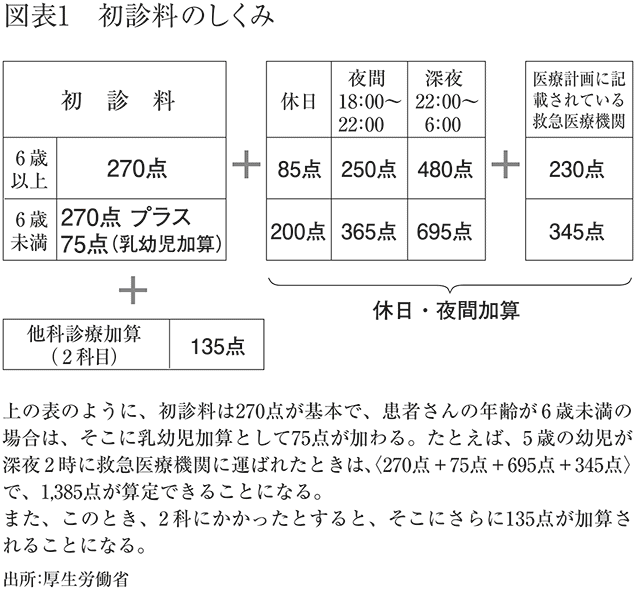 図表1 初診料のしくみ
初診料
休日
夜間
18:00〜
22:00
深夜
22:00〜
6:00
医療計画に記
載されている
救急医療機関
6歳
以上
270点
+
85点
250点
480点
+
230点
6歳
未満
270点 プラス
75点(乳幼児加算)
200点
365点
695点
345点
+
休日・夜間加算
他科診療加算
(2科目)
135点
上の表のように、初診料は270点が基本で、患者さんの年齢が6歳未満の
場合は、そこに乳幼児加算として75点が加わる。たとえば、5歳の幼児が
深夜2時に救急医療機関に運ばれたときは、〈270点+75点+695点+345点〉
で、1,385点が算定できることになる。
また、このとき、2科にかかったとすると、そこにさらに135点が加算さ
れることになる。
出所:厚生労働省